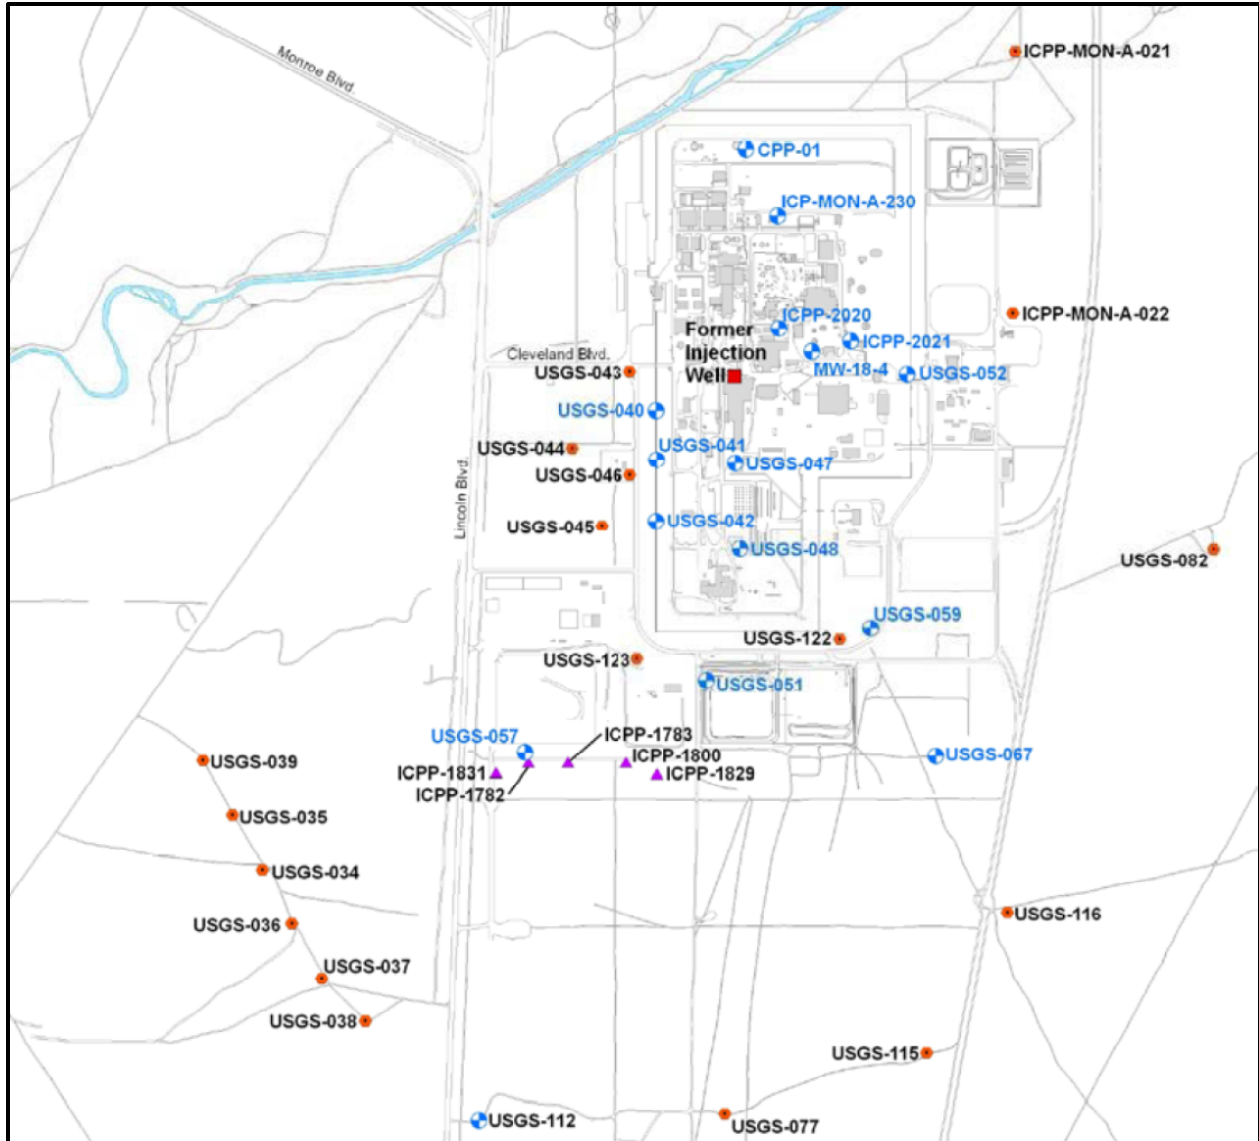 Monroe Blvd.
ICPP-MON-A-021
CPP-01
ICP-MON-A-230
ICPP-2020
ICPP-MON-A-022
Former
Injection
Well
ICPP-2021
Cleveland Blvd.
MW-18-4
USGS-043
USGS-052
USGS-040
USGS-044
USGS-041
USGS-047
USGS-046
Lincoln Blvd.
USGS-045
USGS-042
USGS-048
USGS-082
USGS-059
USGS-122
USGS-123
USGS-051
USGS-057
ICPP-1783
ICPP-1800
USGS-067
USGS-039
ICPP-1831
ICPP-1829
ICPP-1782
USGS-035
USGS-034
USGS-036
USGS-116
USGS-037
USGS-038
USGS-115
USGS-112
USGS-077